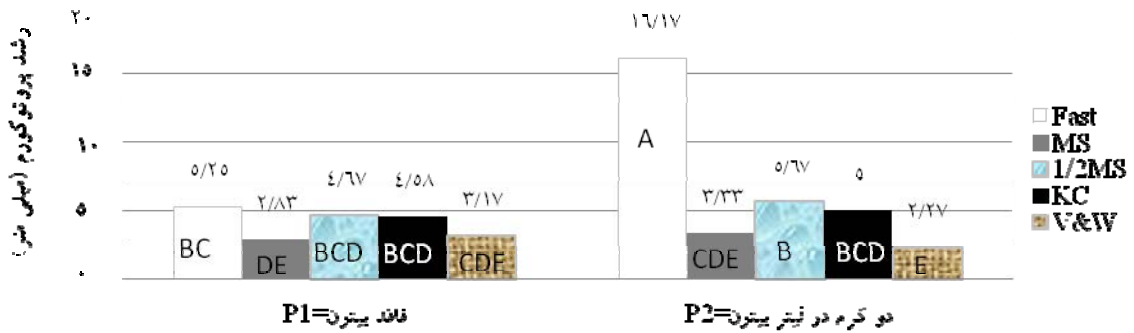 رشد پروتوکورم (میلی متر)
۲۰
۱۵
۱۰
۵
۰
۵/۲۵
۲/۸۳
۴/۶۷
۴/۵۸
۳/۱۷
۱۶/۱۷
۳/۳۳
۵/۶۷
۵
۲/۲۷
BC
DE
BCD
BCD
CDE
A
CDE
B
BCD
E
فاقد پپتون=P1
دو گرم در لیتر پپتون=P2
Fast
MS
1/2MS
KC
V&W